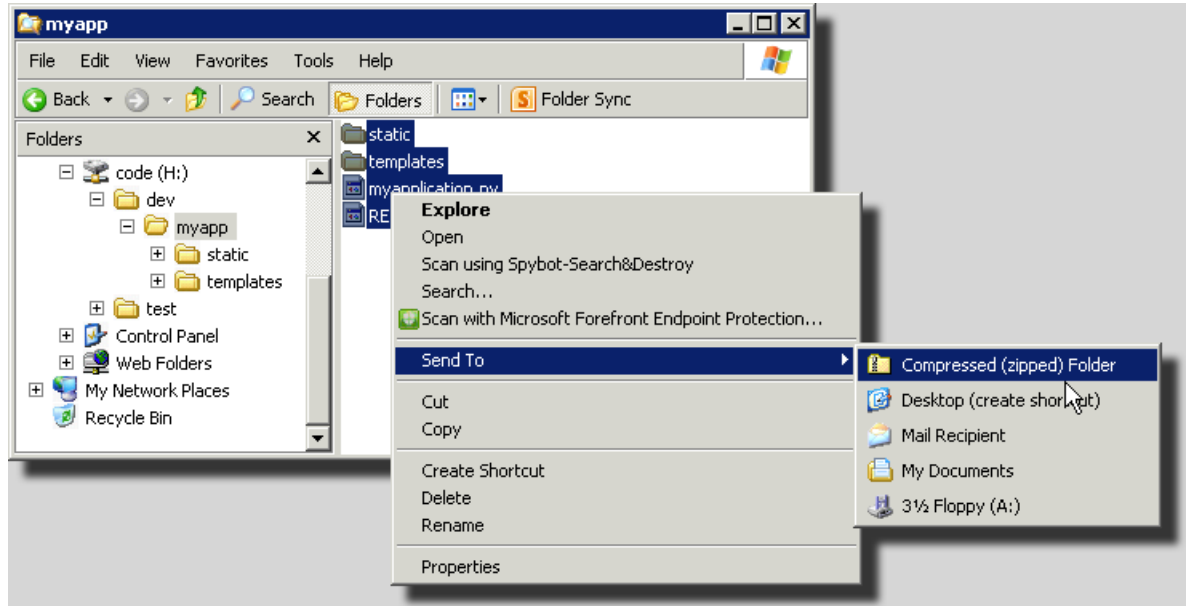 myapp
File Edit View Favorites Tools Help
Back Search Folders Folder Sync
Folders
code (H:)
dev
myapp
static
templates
test
Control Panel
Web Folders
My Network Places
Recycle Bin
static
templates
myapplication.py
RE
Explore
Open
Scan using Spybot-Search&Destroy
Search...
Scan with Microsoft Forefront Endpoint Protection...
Send To
Cut
Copy
Create Shortcut
Delete
Rename
Properties
Compressed (zipped) Folder
Desktop (create shortcut)
Mail Recipient
My Documents
3½ Floppy (A:)